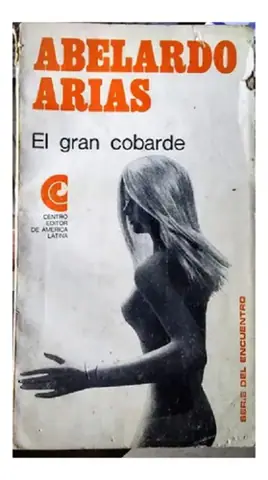 ABELARDO
ARIAS
El gran cobarde
CENTRO
EDITOR
DE AMERICA
LATINA
SERIE DEL ENCUENTRO